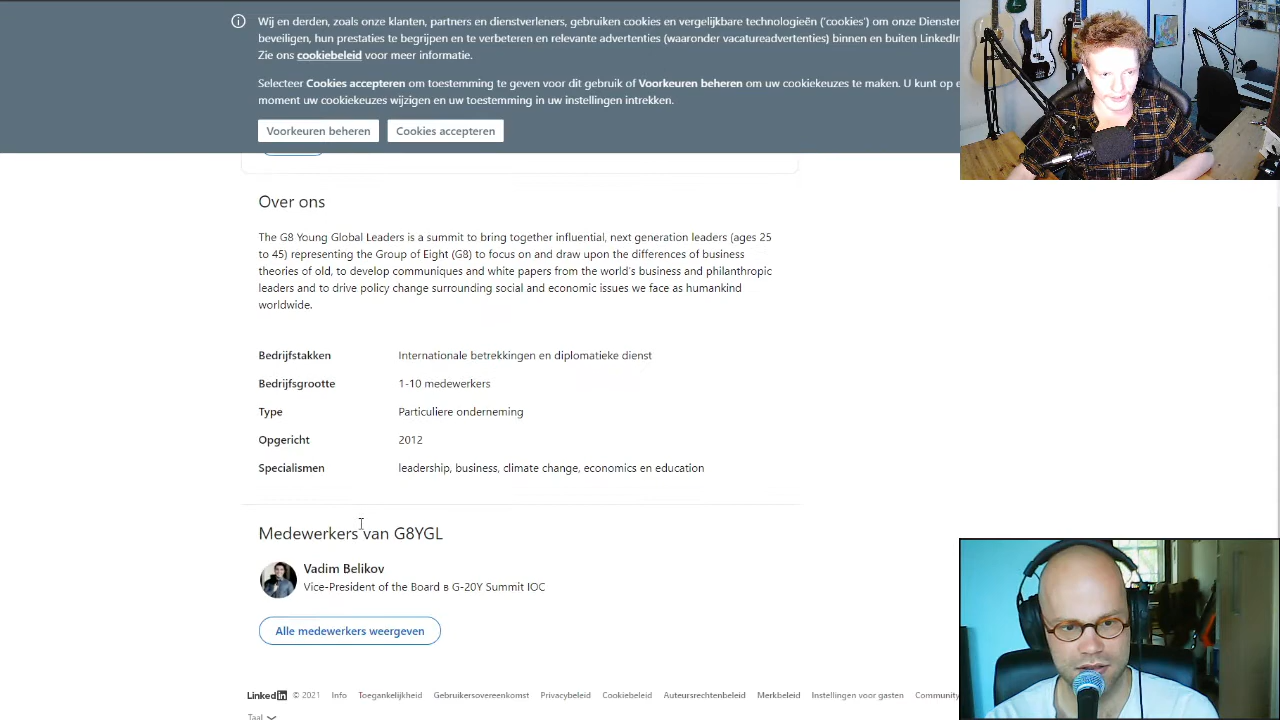 Wij en derden, zoals onze klanten, partners en dienstverleners, gebruiken cookies en vergelijkbare technologieën ('cookies') om onze Diensten
beveiligen, hun prestaties te begrijpen en te verbeteren en relevante advertenties (waaronder vacatureadvertenties) binnen en buiten LinkedIn
Zie ons cookiebeleid voor meer informatie.
Selecteer Cookies accepteren om toestemming te geven voor dit gebruik of Voorkeuren beheren om uw cookiekeuzes te maken. U kunt op
moment uw cookiekeuzes wijzigen en uw toestemming in uw instellingen intrekken.
Voorkeuren beheren Cookies accepteren
Over ons
The G8 Young Global Leaders is a summit to bring together influential, next generation leaders (ages 25
to 45) representing the Group of Eight (G8) to focus on and draw upon the differences of business
theories of old, to develop communiques and white papers from the world's business and philanthropic
leaders and to drive policy change surrounding social and economic issues we face as humankind
worldwide.
Bedrijfstakken Internationale betrekkingen en diplomatieke dienst
Bedrijfsgrootte 1-10 medewerkers
Type Particuliere onderneming
Opgericht 2012
Specialismen leadership, business, climate change, economics en education
Medewerkers van G8YGL
Vadim Belikov
Vice-President of the Board в G-20Y Summit IOC
Alle medewerkers weergeven
LinkedIn © 2021 Info Toegankelijkheid Gebruikersovereenkomst Privacybeleid Cookiebeleid Auteursrechtenbeleid Merkbeleid Instellingen voor gasten Community
Taal